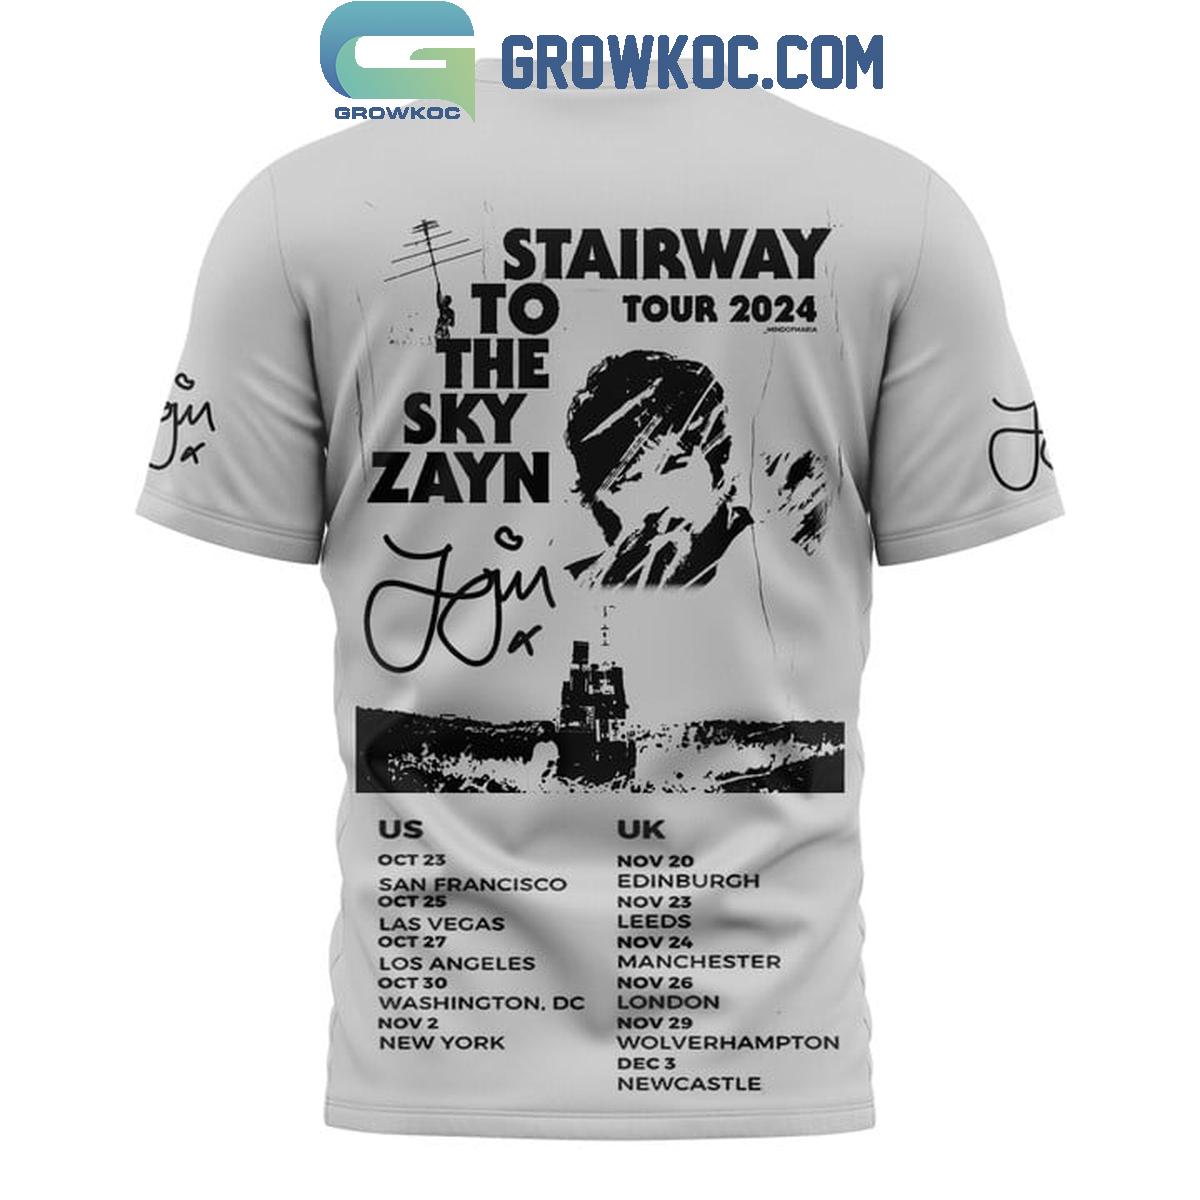 GROWKOC
GROWKOC.COM
STAIRWAY
TO
TOUR 2024
_MINDOFMARIA
THE
SKY
ZAYN
US
OCT 23
SAN FRANCISCO
OCT 25
LAS VEGAS
OCT 27
LOS ANGELES
OCT 30
WASHINGTON, DC
NOV 2
NEW YORK
UK
NOV 20
EDINBURGH
NOV 23
LEEDS
NOV 24
MANCHESTER
NOV 26
LONDON
NOV 29
WOLVERHAMPTON
DEC 3
NEWCASTLE